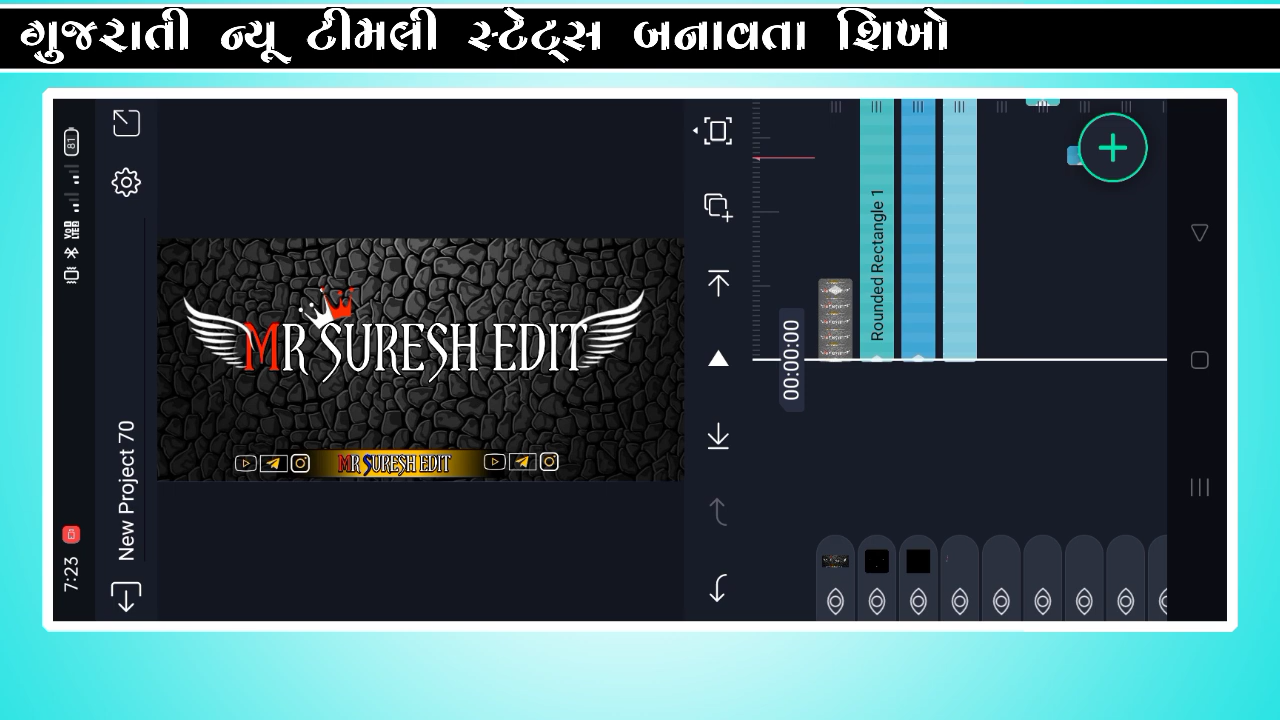 ગુજરાતી ન્યૂ ટીમલી સ્ટેટ્સ બનાવતા શિખો
7:23
81
New Project 70
MR SURESH EDIT
MR SURESH EDIT
00:00:00
Rounded Rectangle 1